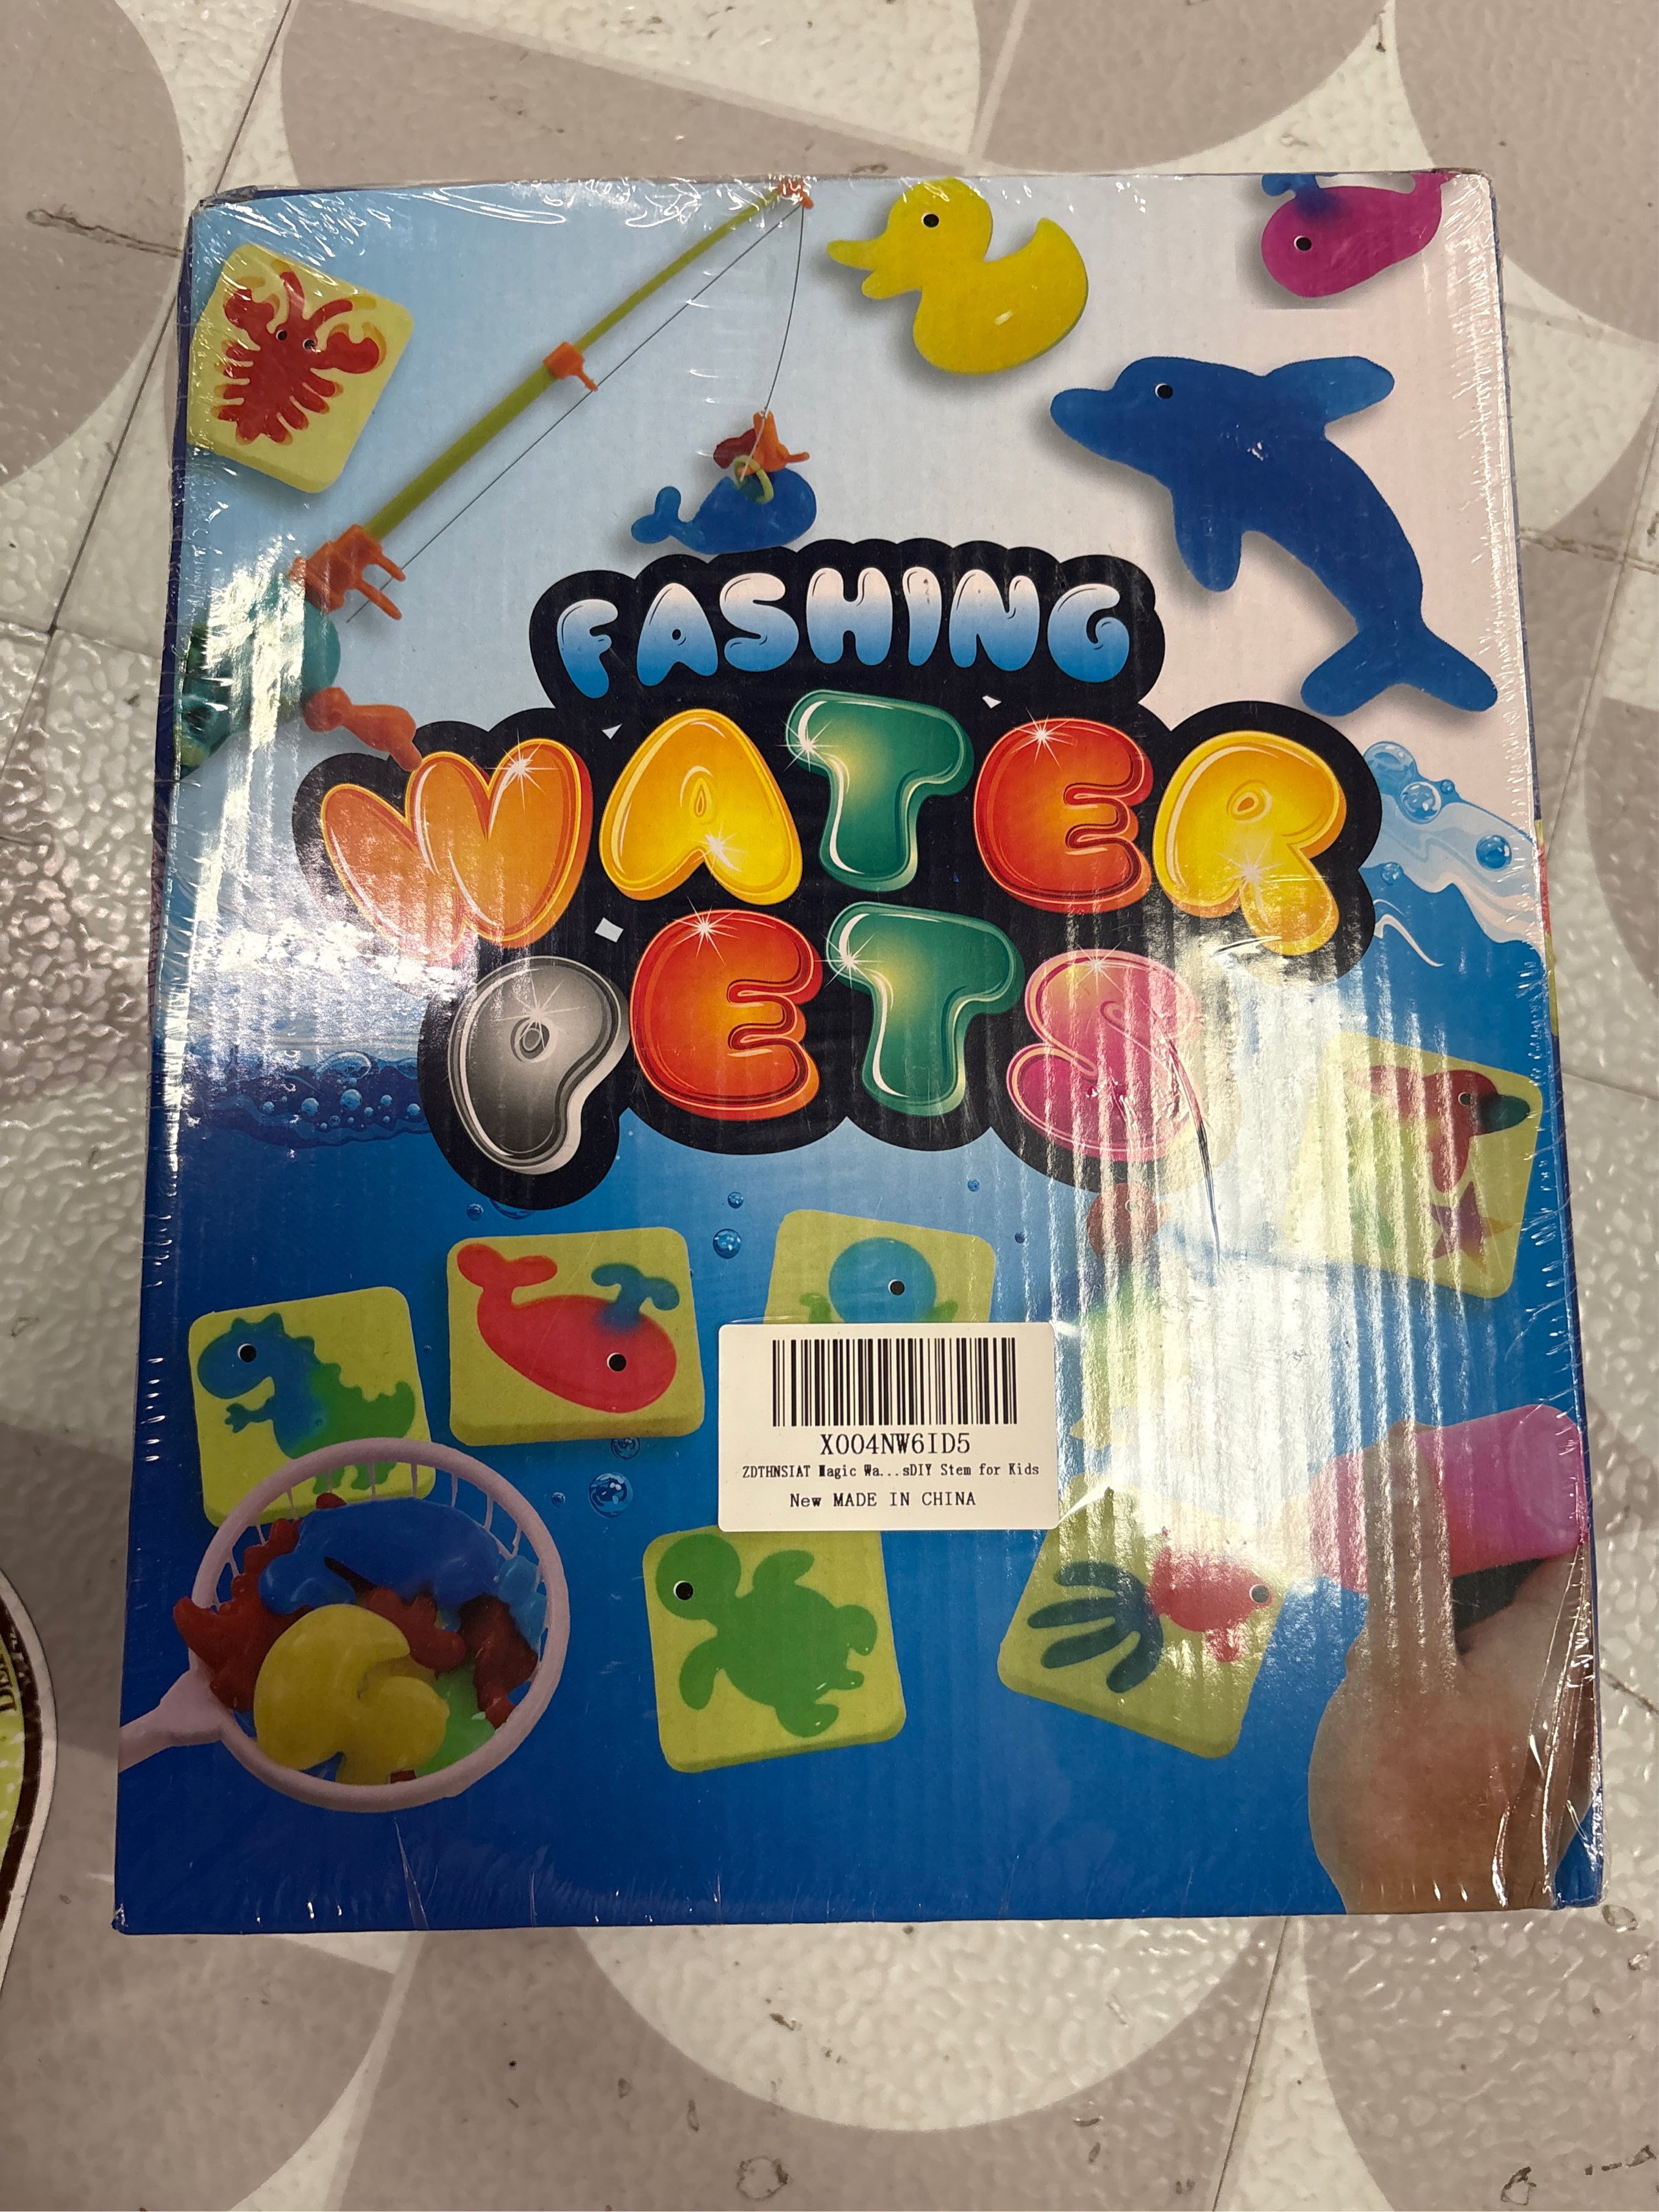 FASHING
WATER
PETS
X004NW6ID5
ZDTHNSIAT Magic Wa...sDIY Stem for Kids
New MADE IN CHINA